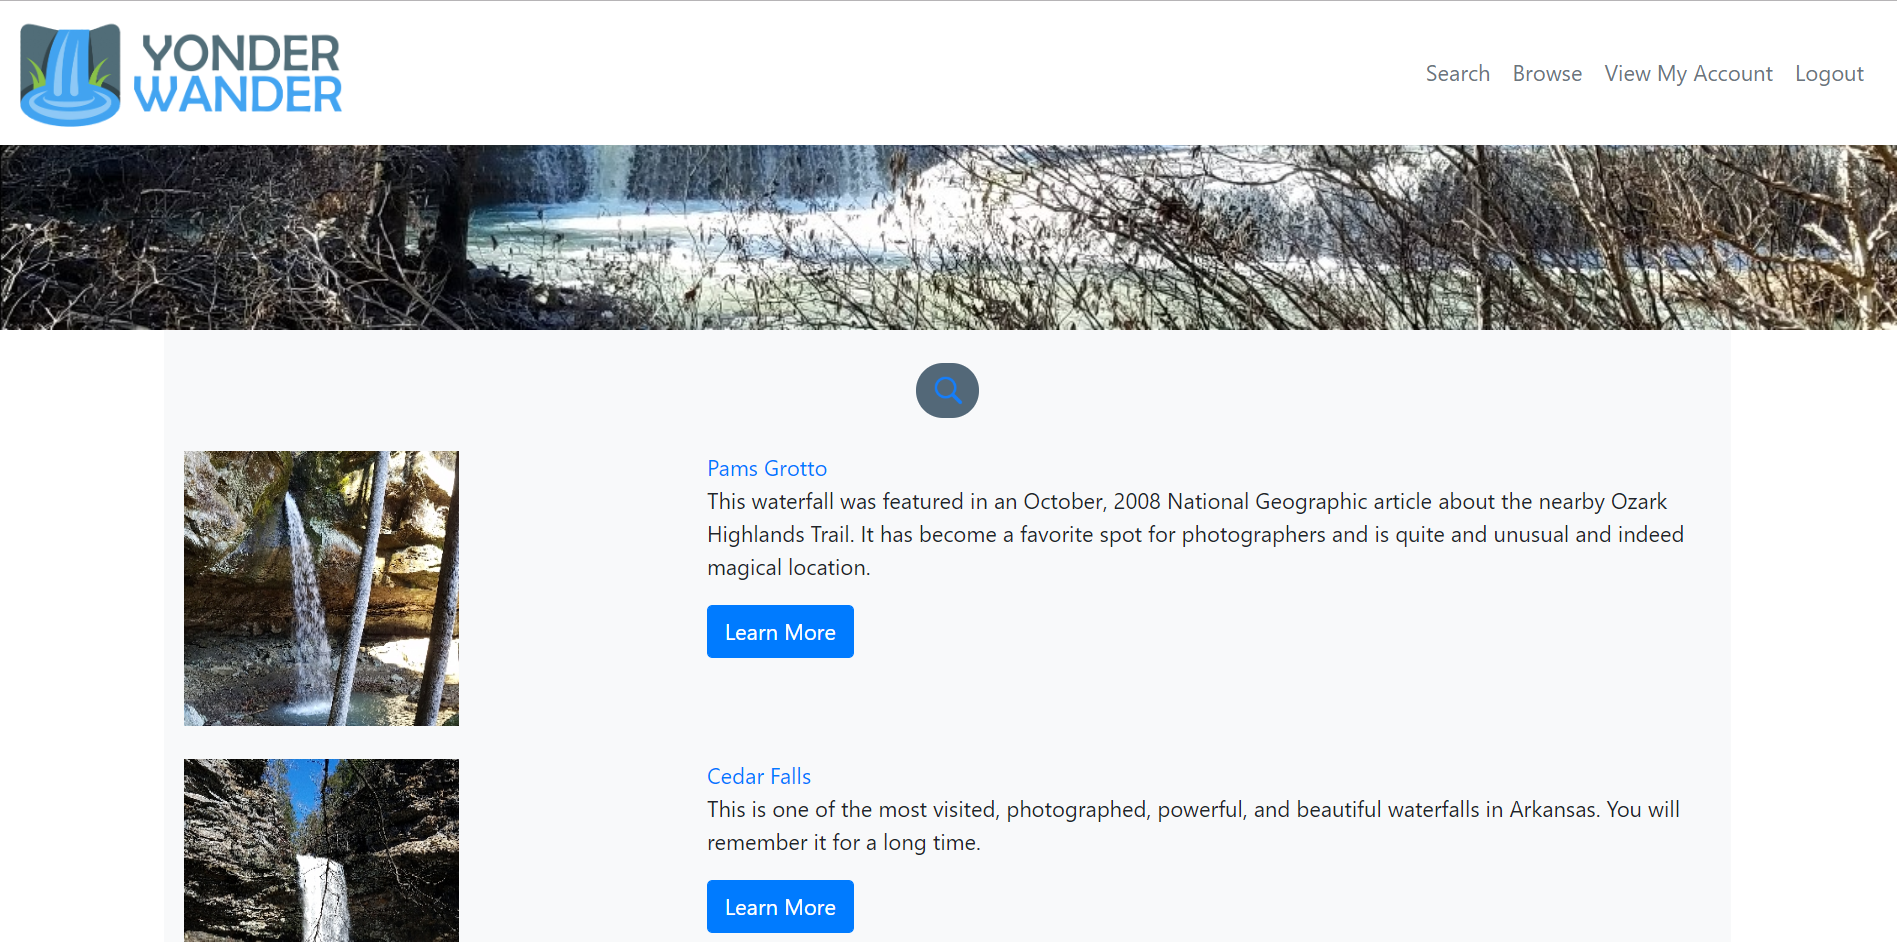 YONDER
WANDER
Search Browse View My Account Logout
Pams Grotto
This waterfall was featured in an October, 2008 National Geographic article about the nearby Ozark
Highlands Trail. It has become a favorite spot for photographers and is quite and unusual and indeed
magical location.
Learn More
Cedar Falls
This is one of the most visited, photographed, powerful, and beautiful waterfalls in Arkansas. You will
remember it for a long time.
Learn More